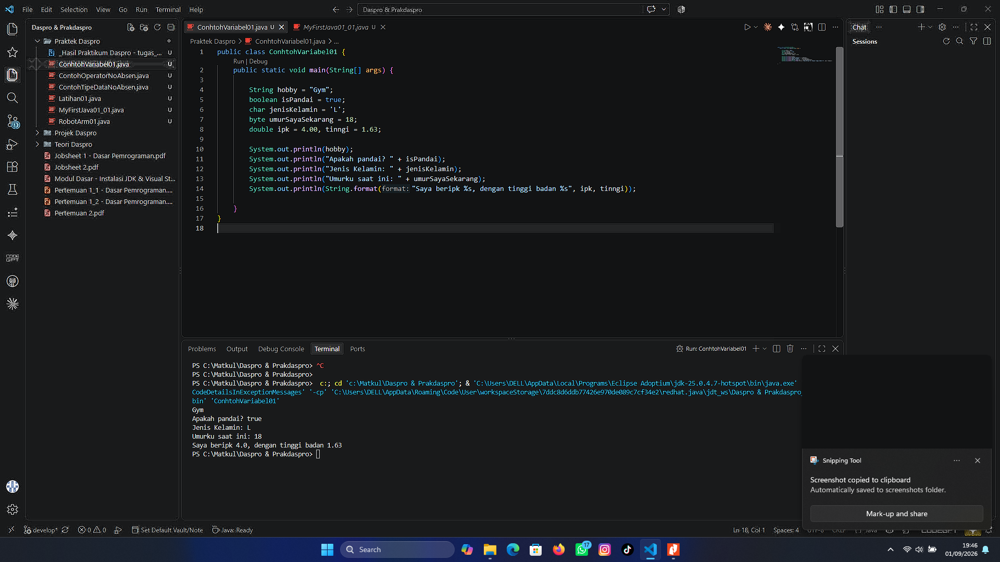 File Edit Selection View Go Run Terminal Help
Daspro & Prakdaspro
Daspro & Prakdaspro
Praktek Daspro
_Hasil Praktikum Daspro - tugas_... U
ConhtohVariabel01.java U
ContohOperatorNoAbsen.java U
ContohTipeDataNoAbsen.java U
Latihan01.java U
MyFirstJava01_01.java U
RobotArm01.java U
Projek Daspro
Teori Daspro
Jobsheet 1 - Dasar Pemrograman.pdf
Jobsheet 2.pdf
Modul Dasar - Instalasi JDK & Visual St...
Pertemuan 1_1 - Dasar Pemrograman....
Pertemuan 1_2 - Dasar Pemrograman....
Pertemuan 2.pdf
13
CODE
GPT
ConhtohVariabel01.java U
MyFirstJava01_01.java U
Praktek Daspro > ConhtohVariabel01.java > ...
1 public class ConhtohVariabel01 {
Run | Debug
2 public static void main(String[] args) {
3
4 String hobby = "Gym";
5 boolean isPandai = true;
6 char jenisKelamin = 'L';
7 byte umurSayaSekarang = 18;
8 double ipk = 4.00, tinngi = 1.63;
9
10 System.out.println(hobby);
11 System.out.println("Apakah pandai? " + isPandai);
12 System.out.println("Jenis Kelamin: " + jenisKelamin);
13 System.out.println("Umurku saat ini: " + umurSayaSekarang);
14 System.out.println(String.format(format: "Saya beripk %s, dengan tinggi badan %s", ipk, tinngi));
15
16 }
17 }
18
Chat
Sessions
Problems Output Debug Console Terminal Ports
Run: ConhtohVariabel01
PS C:\Matkul\Daspro & Prakdaspro> ^C
PS C:\Matkul\Daspro & Prakdaspro>
PS C:\Matkul\Daspro & Prakdaspro> c:; cd 'c:\Matkul\Daspro & Prakdaspro'; & 'C:\Users\DELL\AppData\Local\Programs\Eclipse Adoptium\jdk-25.0.4.7-hotspot\bin\java.exe'
CodeDetailsInExceptionMessages' '-cp' 'C:\Users\DELL\AppData\Roaming\Code\User\workspaceStorage\7ddc8d6ddb77426e970de089c7cf34e2\redhat.java\jdt_ws\Daspro & Prakdaspro_
bin' 'ConhtohVariabel01'
Gym
Apakah pandai? true
Jenis Kelamin: L
Umurku saat ini: 18
Saya beripk 4.0, dengan tinggi badan 1.63
PS C:\Matkul\Daspro & Prakdaspro>
Snipping Tool
Screenshot copied to clipboard
Automatically saved to screenshots folder.
Mark-up and share
develop* 0 0 Set Default Vault/Note Java: Ready
Ln 18, Col 1 Spaces: 4 UTF-8 CRLF {} Java CODEGPT
Search
17
19:46
01/09/2026